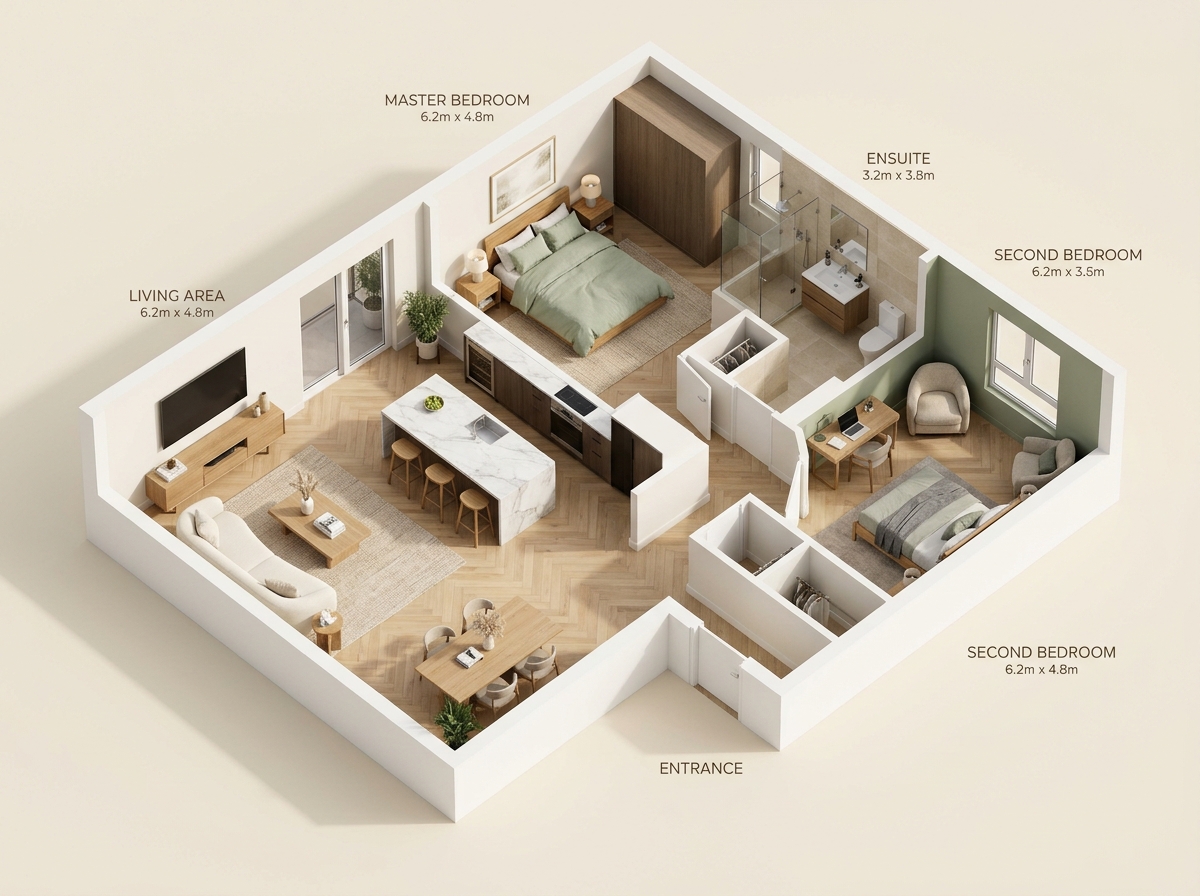 MASTER BEDROOM
6.2m x 4.8m
ENSUITE
3.2m x 3.8m
SECOND BEDROOM
6.2m x 3.5m
LIVING AREA
6.2m x 4.8m
SECOND BEDROOM
6.2m x 4.8m
ENTRANCE